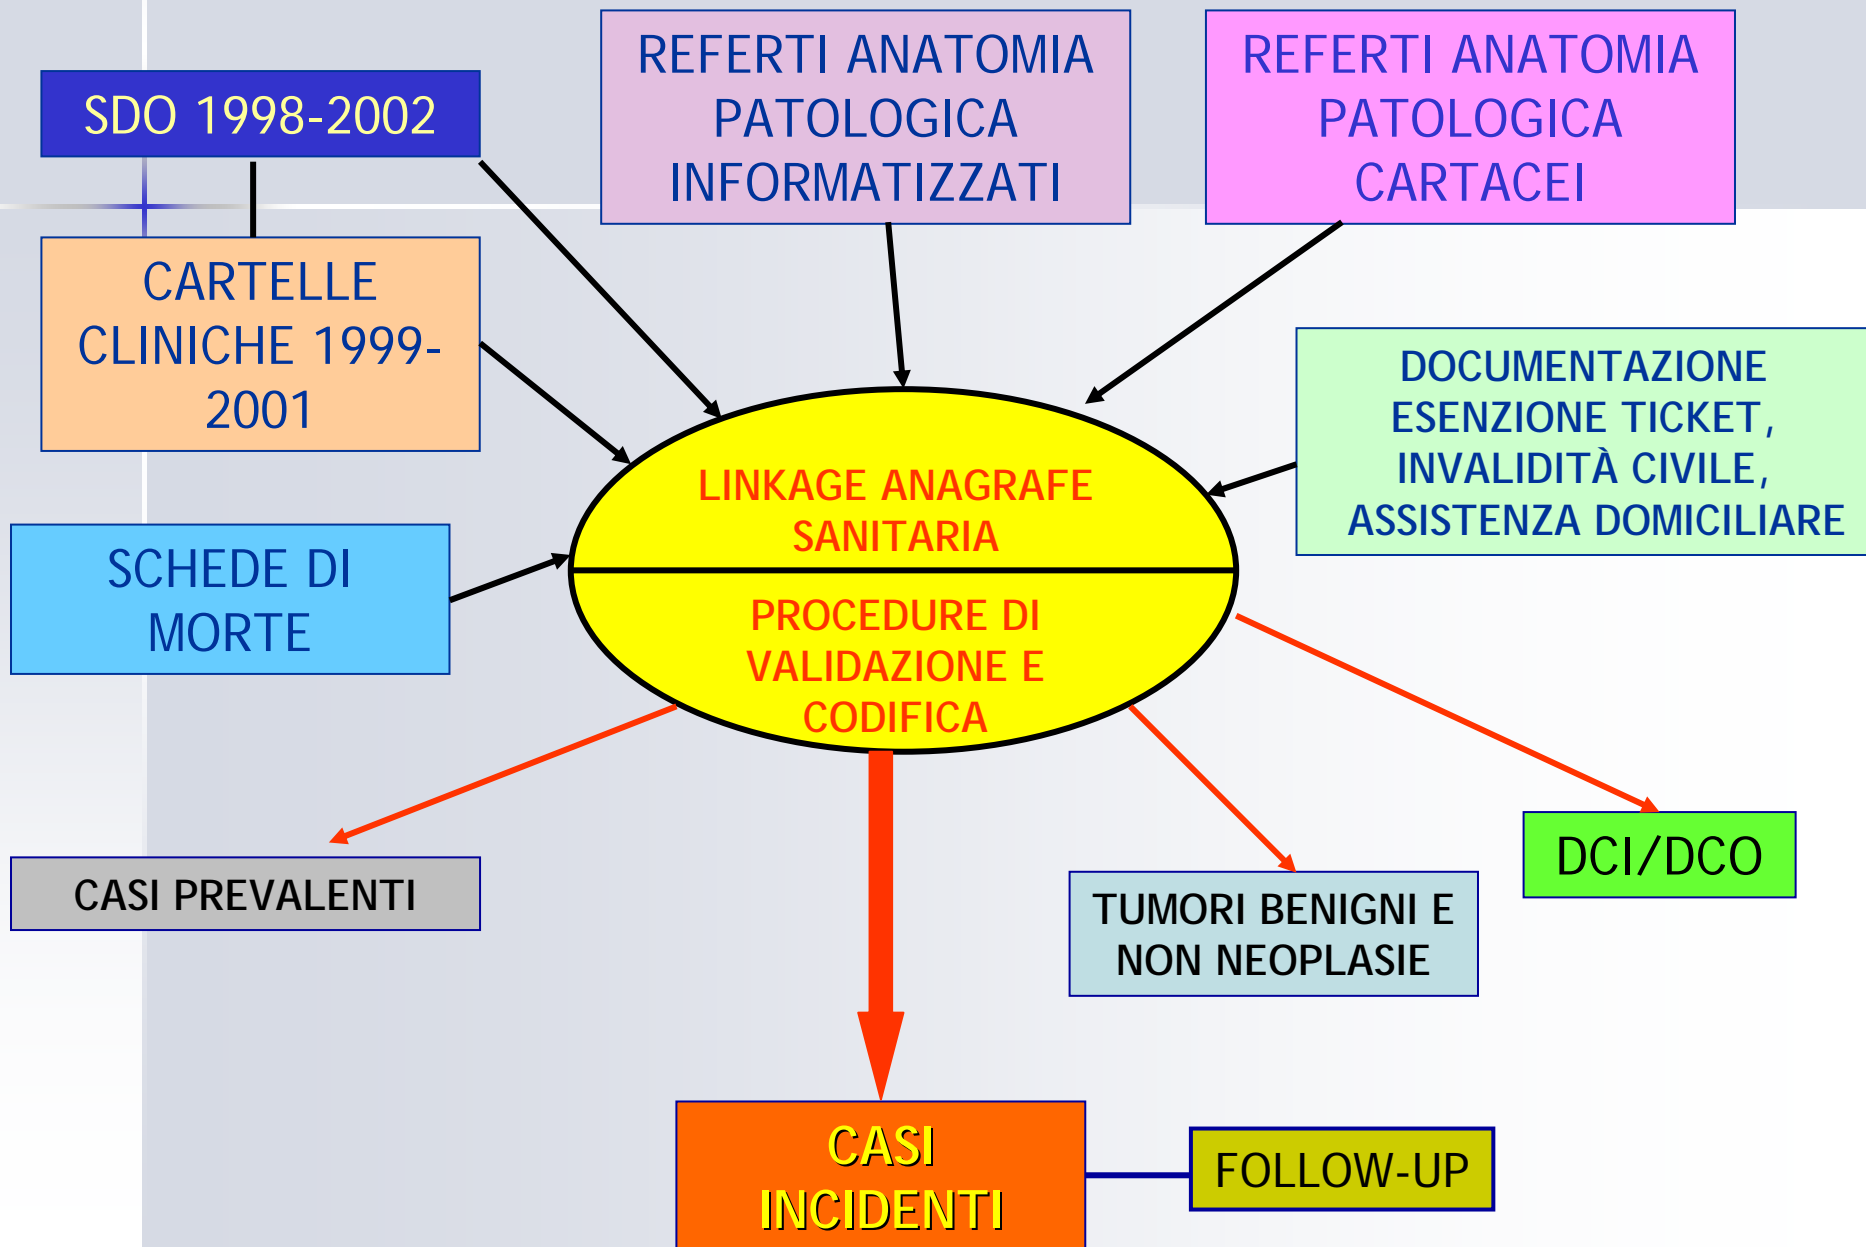 SDO 1998-2002
REFERTI ANATOMIA
PATOLOGICA
INFORMATIZZATI
REFERTI ANATOMIA
PATOLOGICA
CARTACEI
CARTELLE
CLINICHE 1999-
2001
DOCUMENTAZIONE
ESENZIONE TICKET,
INVALIDITÀ CIVILE,
ASSISTENZA DOMICILIARE
LINKAGE ANAGRAFE
SANITARIA
SCHEDE DI
MORTE
PROCEDURE DI
VALIDAZIONE E
CODIFICA
CASI PREVALENTI
TUMORI BENIGNI E
NON NEOPLASIE
DCI/DCO
CASI
INCIDENTI
FOLLOW-UP